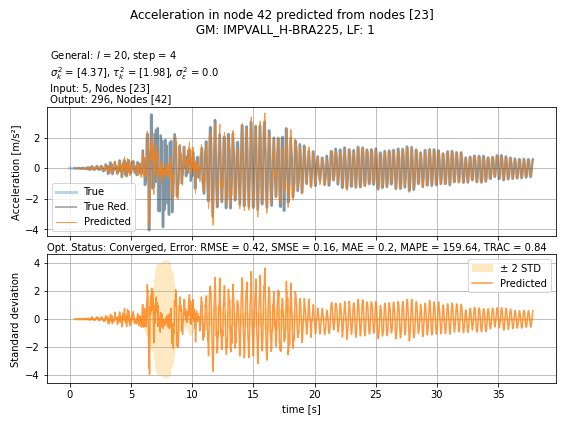 Acceleration in node 42 predicted from nodes [23]
GM: IMPVALL_H-BRA225, LF: 1
General: l = 20, step = 4
σ²ₖ = [4.37], τ²ₖ = [1.98], σ²ε = 0.0
Input: 5, Nodes [23]
Output: 296, Nodes [42]
Acceleration [m/s²]
2
0
−2
−4
True
True Red.
Predicted
Opt. Status: Converged, Error: RMSE = 0.42, SMSE = 0.16, MAE = 0.2, MAPE = 159.64, TRAC = 0.84
Standard deviation
4
2
0
−2
−4
± 2 STD
Predicted
0 5 10 15 20 25 30 35
time [s]